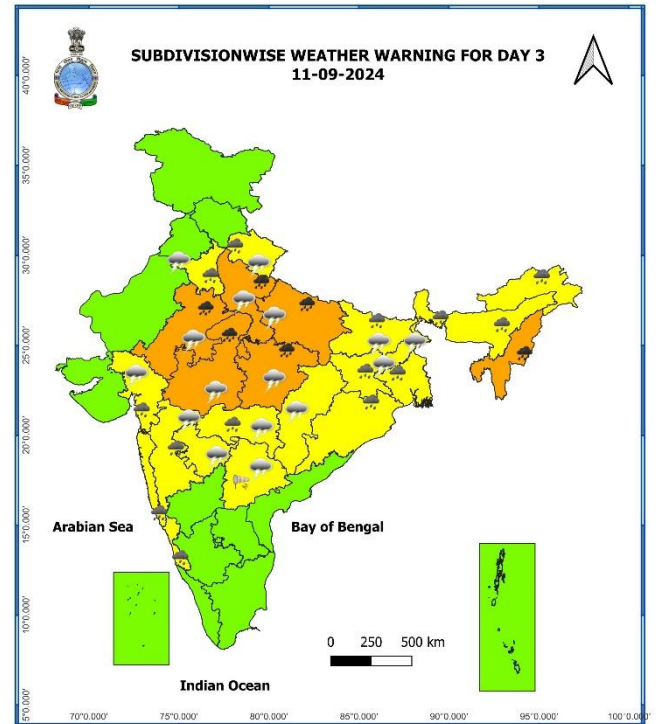 SUBDIVISIONWISE WEATHER WARNING FOR DAY 3
11-09-2024
40°0.000'
35°0.000'
30°0.000'
25°0.000'
20°0.000'
15°0.000'
10°0.000'
5°0.000'
Arabian Sea
Bay of Bengal
0 250 500 km
Indian Ocean
70°0.000' 75°0.000' 80°0.000' 85°0.000' 90°0.000' 95°0.000' 100°0.000'